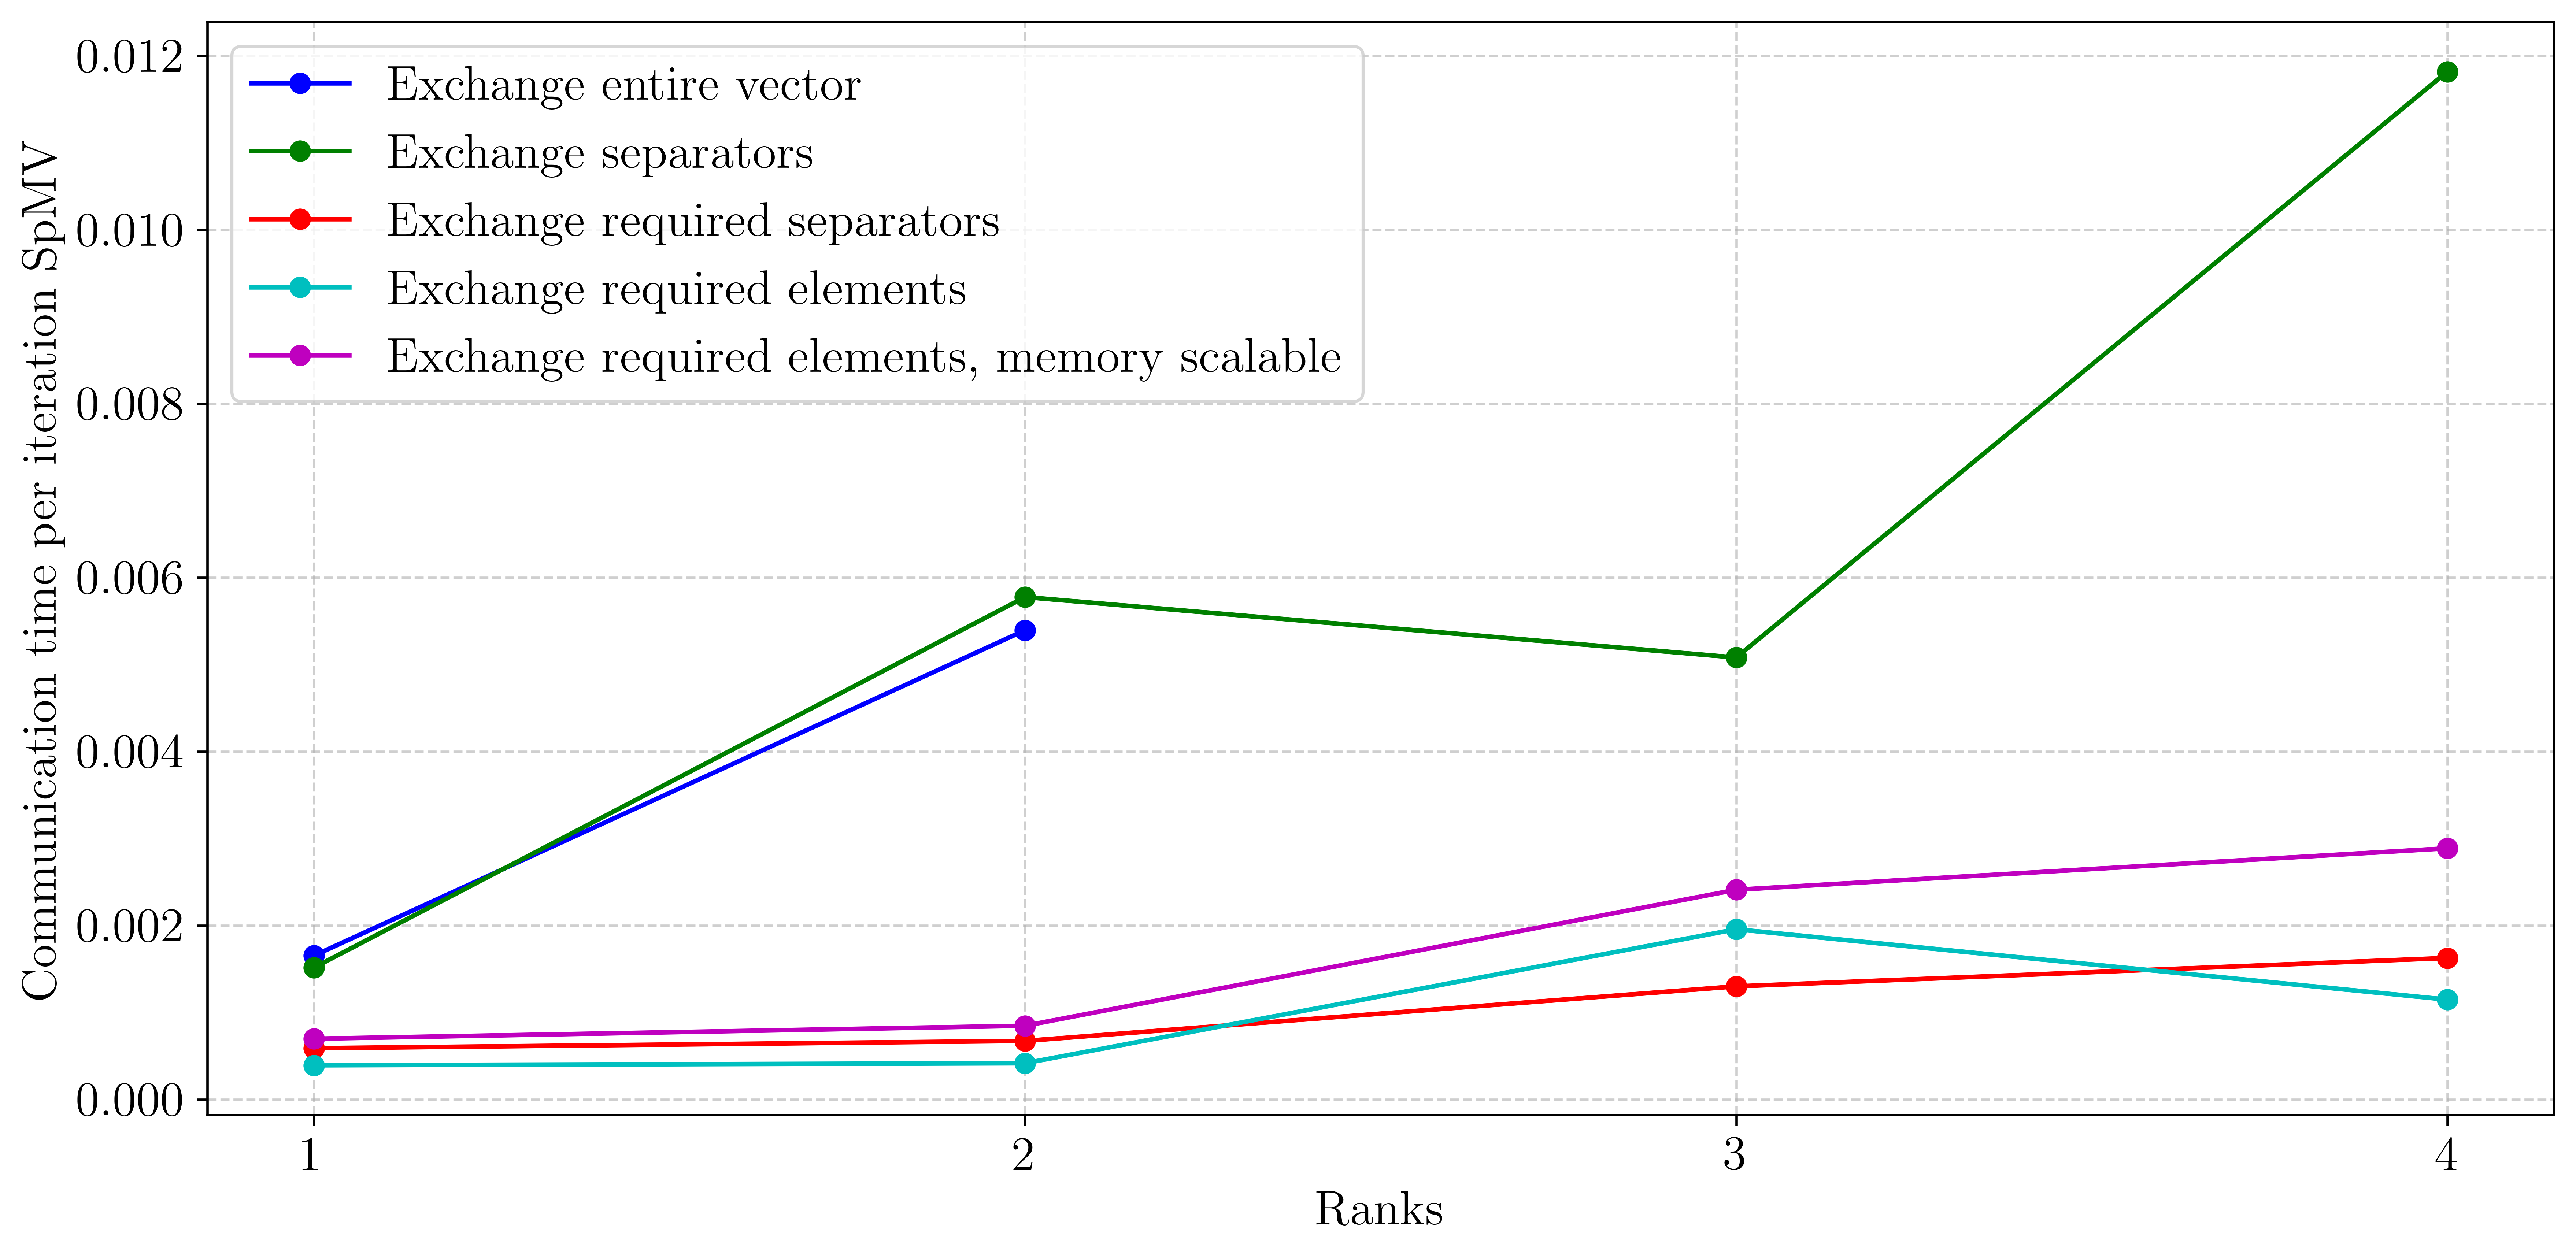 Communication time per iteration SpMV
0.012
0.010
0.008
0.006
0.004
0.002
0.000
Exchange entire vector
Exchange separators
Exchange required separators
Exchange required elements
Exchange required elements, memory scalable
1 2 3 4
Ranks